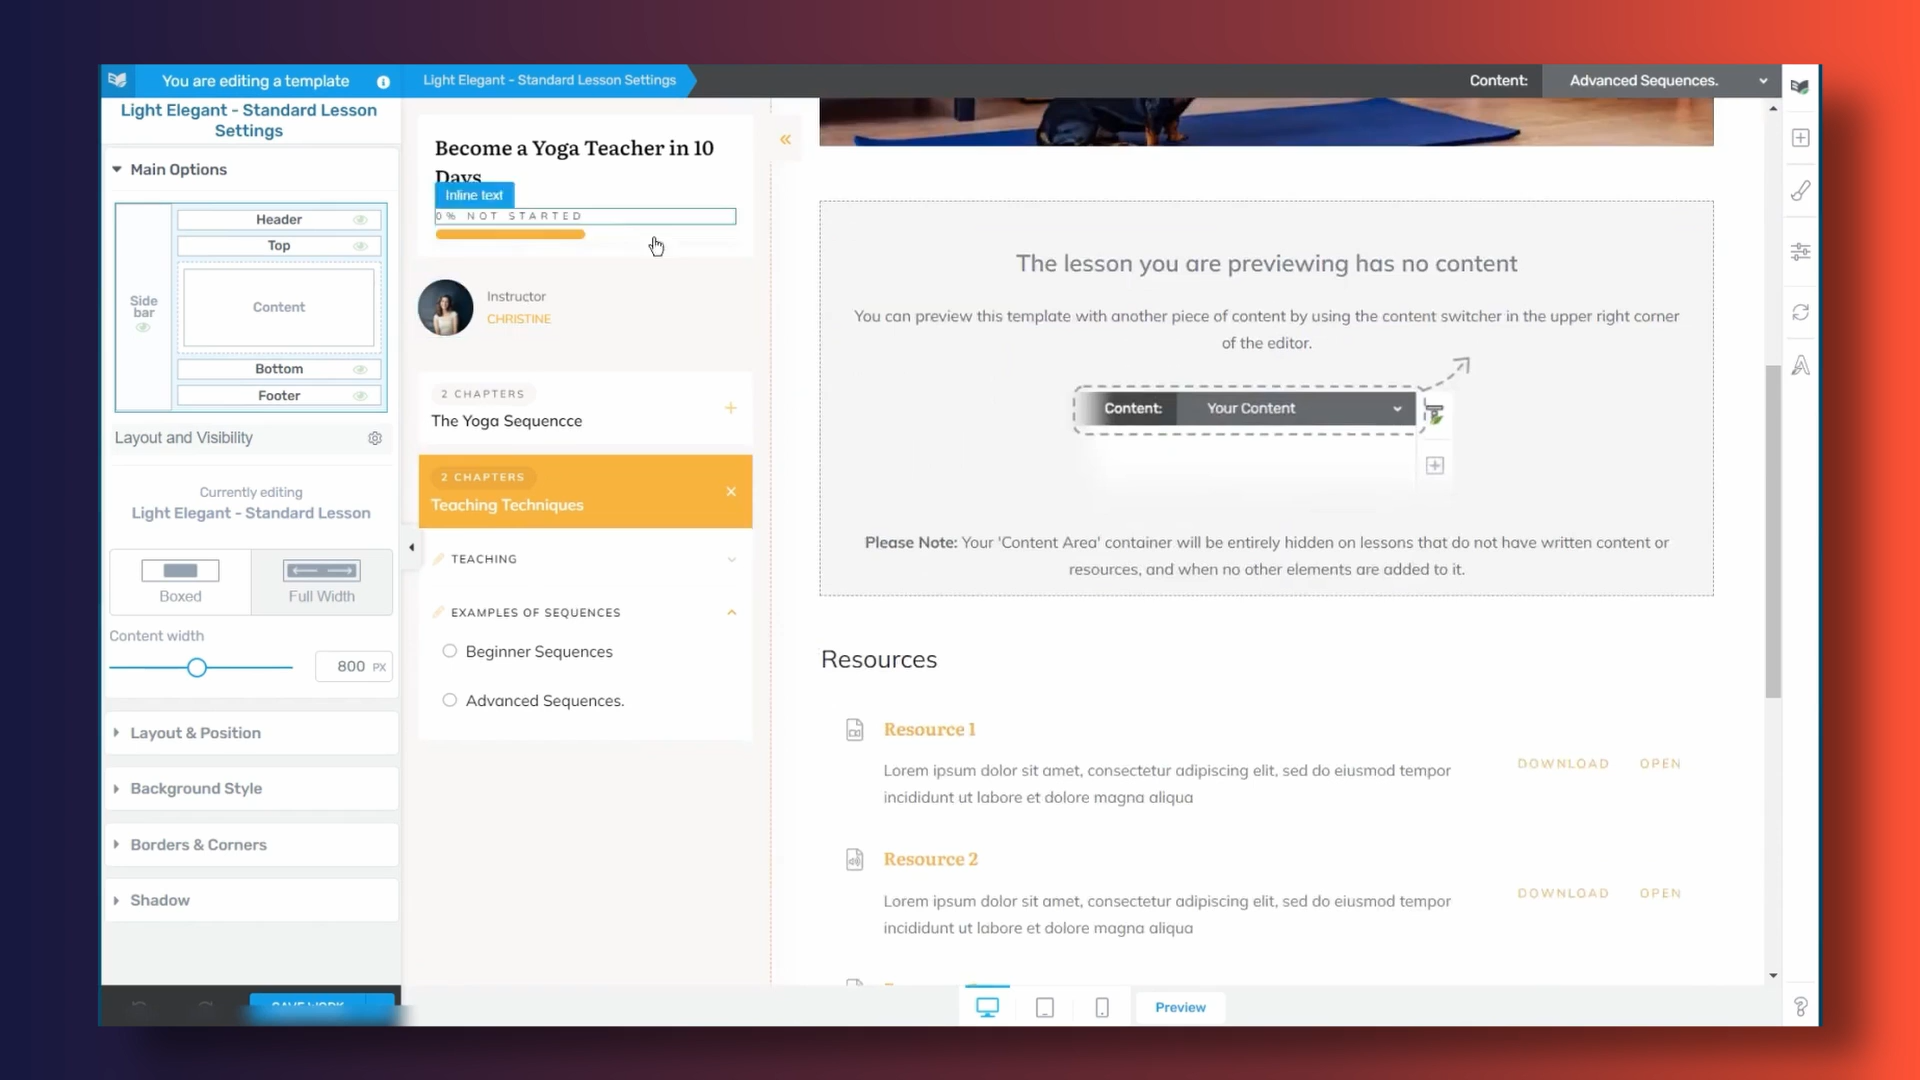 You are editing a template
Light Elegant - Standard Lesson Settings
Content:
Advanced Sequences.
Light Elegant - Standard Lesson
Settings
Main Options
Header
Top
Side
bar
Content
Bottom
Footer
Layout and Visibility
Currently editing
Light Elegant - Standard Lesson
Boxed
Full Width
Content width
800 PX
Layout & Position
Background Style
Borders & Corners
Shadow
SAVE WORK
Become a Yoga Teacher in 10
Days
Inline text
0% NOT STARTED
Instructor
CHRISTINE
2 CHAPTERS
The Yoga Sequencce
2 CHAPTERS
Teaching Techniques
TEACHING
EXAMPLES OF SEQUENCES
Beginner Sequences
Advanced Sequences.
The lesson you are previewing has no content
You can preview this template with another piece of content by using the content switcher in the upper right corner
of the editor.
Content:
Your Content
Please Note: Your 'Content Area' container will be entirely hidden on lessons that do not have written content or
resources, and when no other elements are added to it.
Resources
Resource 1
Lorem ipsum dolor sit amet, consectetur adipiscing elit, sed do eiusmod tempor
incididunt ut labore et dolore magna aliqua
DOWNLOAD OPEN
Resource 2
Lorem ipsum dolor sit amet, consectetur adipiscing elit, sed do eiusmod tempor
incididunt ut labore et dolore magna aliqua
DOWNLOAD OPEN
Preview